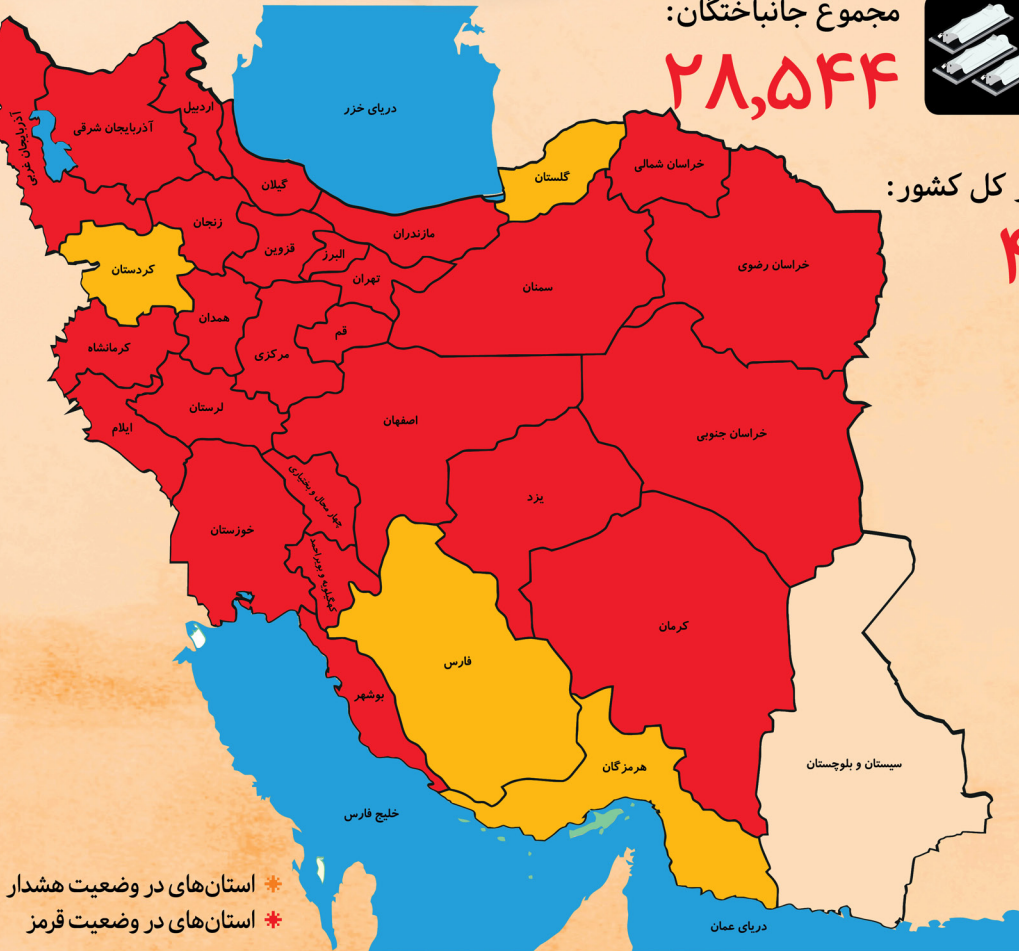 مجموع جانباختگان:
۲۸,۵۴۴
کل کشور:
دریای خزر
اردبیل
آذربایجان شرقی
آذربایجان غربی
گیلان
گلستان
خراسان شمالی
زنجان
مازندران
قزوین
البرز
تهران
خراسان رضوی
کردستان
سمنان
همدان
قم
کرمانشاه
مرکزی
لرستان
اصفهان
ایلام
خراسان جنوبی
چهار محال و بختیاری
یزد
خوزستان
کهگیلویه و بویراحمد
کرمان
فارس
بوشهر
هرمزگان
سیستان و بلوچستان
خلیج فارس
دریای عمان
استان‌های در وضعیت هشدار
استان‌های در وضعیت قرمز